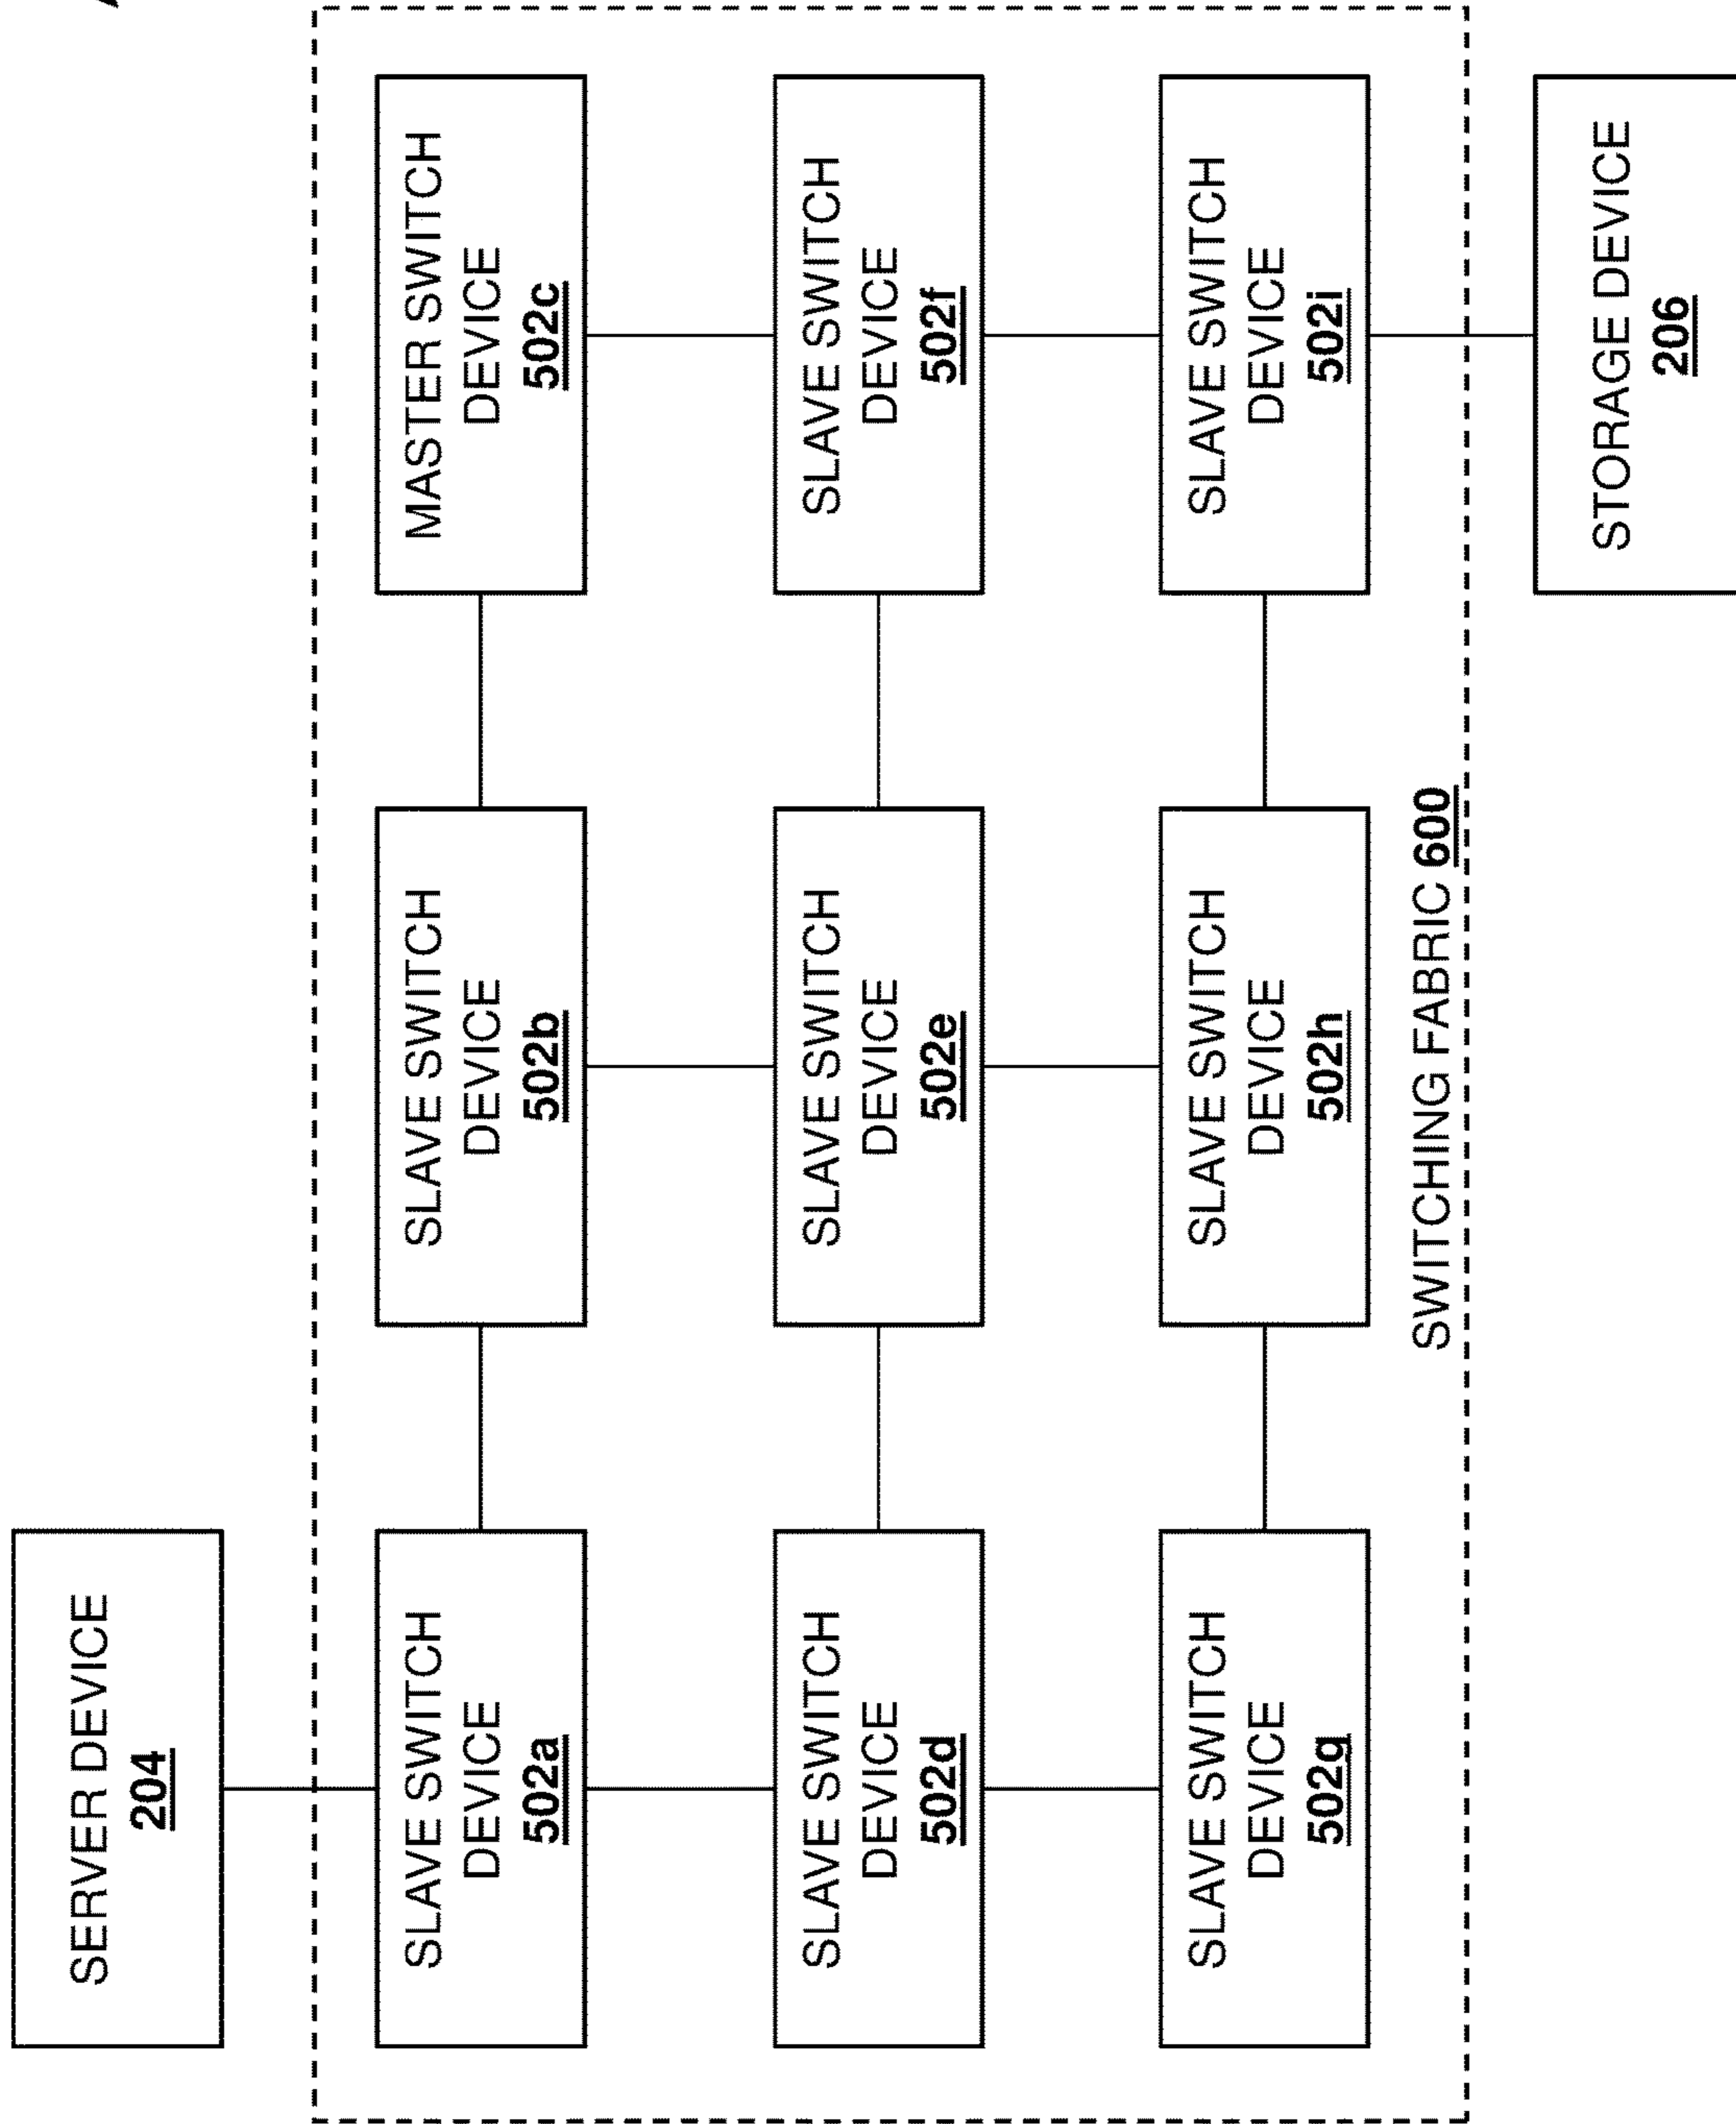 SERVER DEVICE
204
SLAVE SWITCH
DEVICE
502a
SLAVE SWITCH
DEVICE
502b
MASTER SWITCH
DEVICE
502c
SLAVE SWITCH
DEVICE
502d
SLAVE SWITCH
DEVICE
502e
SLAVE SWITCH
DEVICE
502f
SLAVE SWITCH
DEVICE
502g
SLAVE SWITCH
DEVICE
502h
SLAVE SWITCH
DEVICE
502i
SWITCHING FABRIC 600
STORAGE DEVICE
206